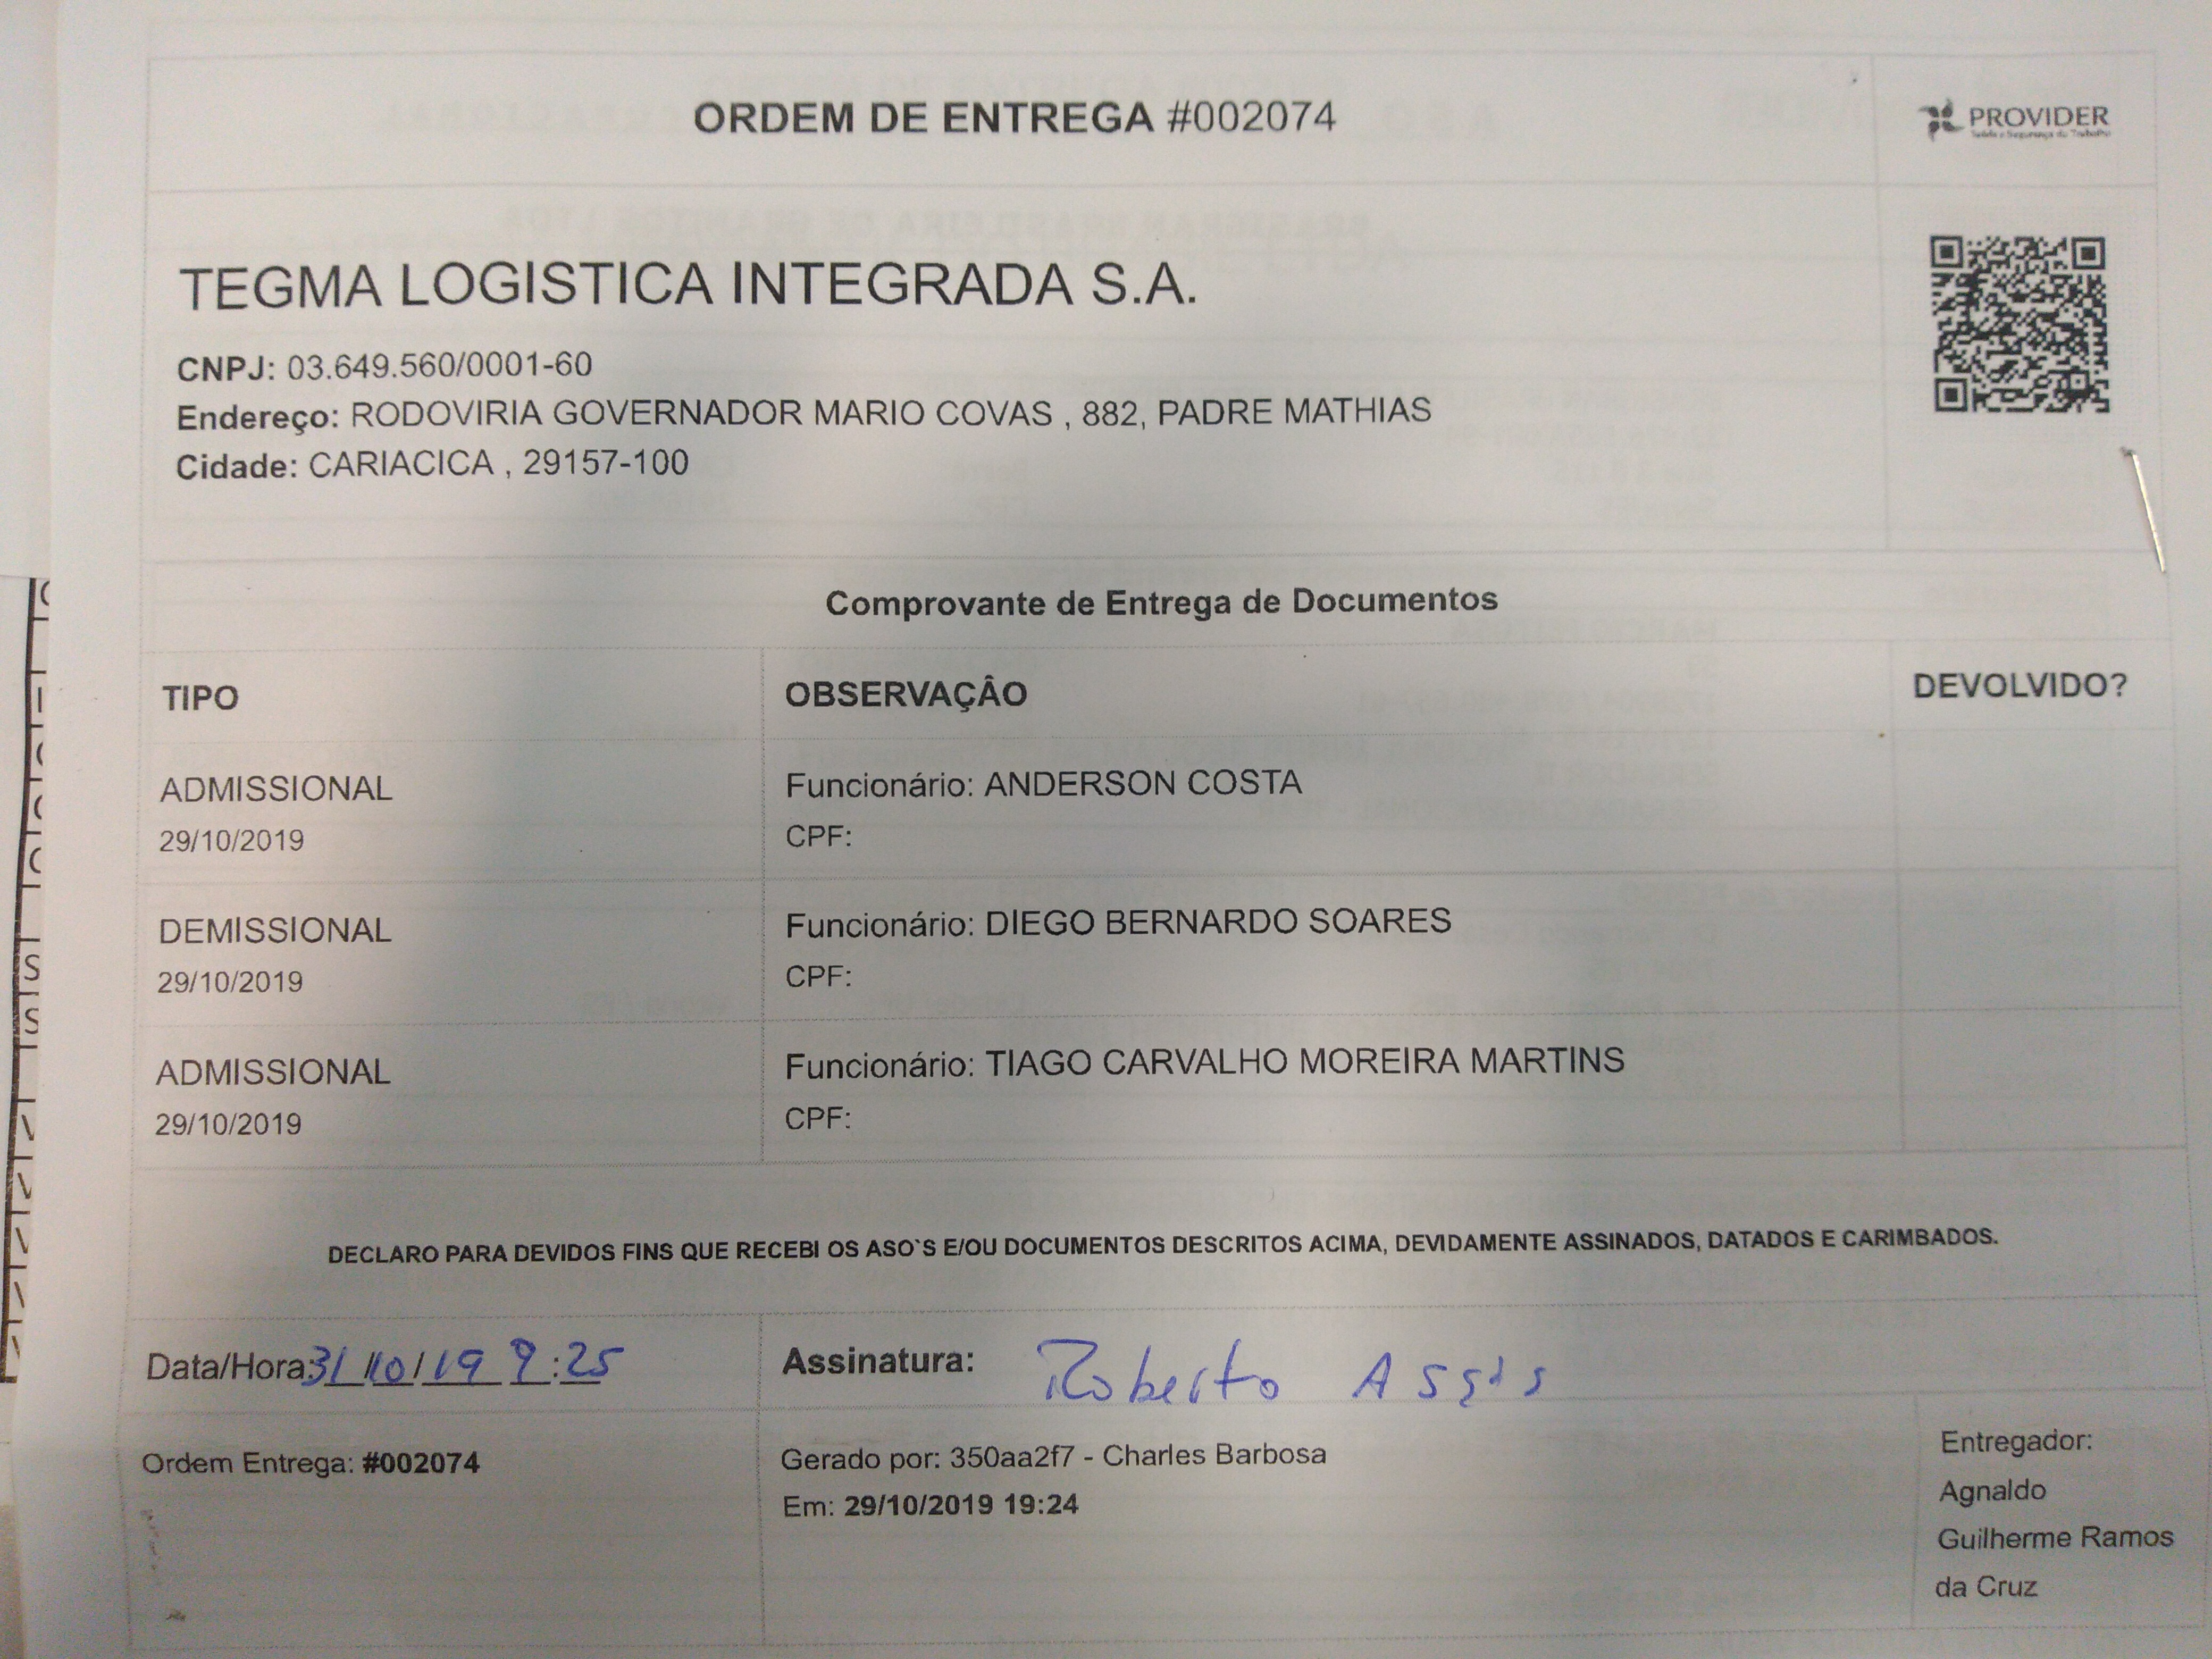 ORDEM DE ENTREGA #002074
PROVIDER
Saúde e Segurança do Trabalho
TEGMA LOGISTICA INTEGRADA S.A.
CNPJ: 03.649.560/0001-60
Endereço: RODOVIRIA GOVERNADOR MARIO COVAS , 882, PADRE MATHIAS
Cidade: CARIACICA , 29157-100
Comprovante de Entrega de Documentos
TIPO OBSERVAÇÂO DEVOLVIDO?
ADMISSIONAL Funcionário: ANDERSON COSTA
29/10/2019 CPF:
DEMISSIONAL Funcionário: DIEGO BERNARDO SOARES
29/10/2019 CPF:
ADMISSIONAL Funcionário: TIAGO CARVALHO MOREIRA MARTINS
29/10/2019 CPF:
DECLARO PARA DEVIDOS FINS QUE RECEBI OS ASO`S E/OU DOCUMENTOS DESCRITOS ACIMA, DEVIDAMENTE ASSINADOS, DATADOS E CARIMBADOS.
Data/Hora: 31/10/19 9:25 Assinatura: Roberto Assis
Ordem Entrega: #002074
Gerado por: 350aa2f7 - Charles Barbosa
Em: 29/10/2019 19:24
Entregador:
Agnaldo
Guilherme Ramos
da Cruz